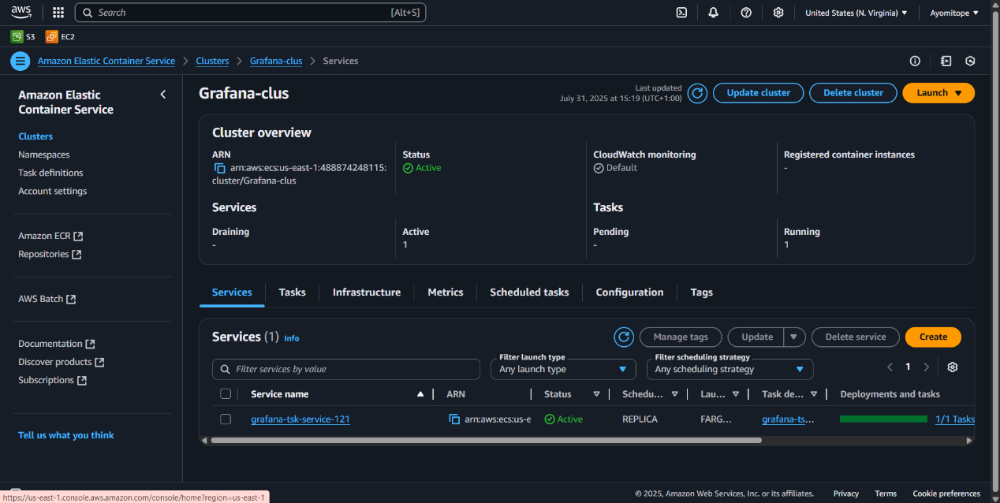 aws Search [Alt+S] United States (N. Virginia) Ayomitope
S3 EC2
Amazon Elastic Container Service Clusters Grafana-clus Services
Amazon Elastic
Container Service
Clusters
Namespaces
Task definitions
Account settings
Amazon ECR
Repositories
AWS Batch
Documentation
Discover products
Subscriptions
Tell us what you think
Grafana-clus
Last updated
July 31, 2025 at 15:19 (UTC+1:00)
Update cluster Delete cluster Launch
Cluster overview
ARN
arn:aws:ecs:us-east-1:488874248115:
cluster/Grafana-clus
Status
Active
CloudWatch monitoring
Default
Registered container instances
-
Services
Draining
-
Active
1
Tasks
Pending
-
Running
1
Services Tasks Infrastructure Metrics Scheduled tasks Configuration Tags
Services (1) Info Manage tags Update Delete service Create
Filter services by value
Filter launch type
Any launch type
Filter scheduling strategy
Any scheduling strategy
1
Service name ARN Status Schedu... Lau... Task de... Deployments and tasks
grafana-tsk-service-121 arn:aws:ecs:us-e Active REPLICA FARG... grafana-ts... 1/1 Tasks
https://us-east-1.console.aws.amazon.com/console/home?region=us-east-1
© 2025, Amazon Web Services, Inc. or its affiliates. Privacy Terms Cookie preferences